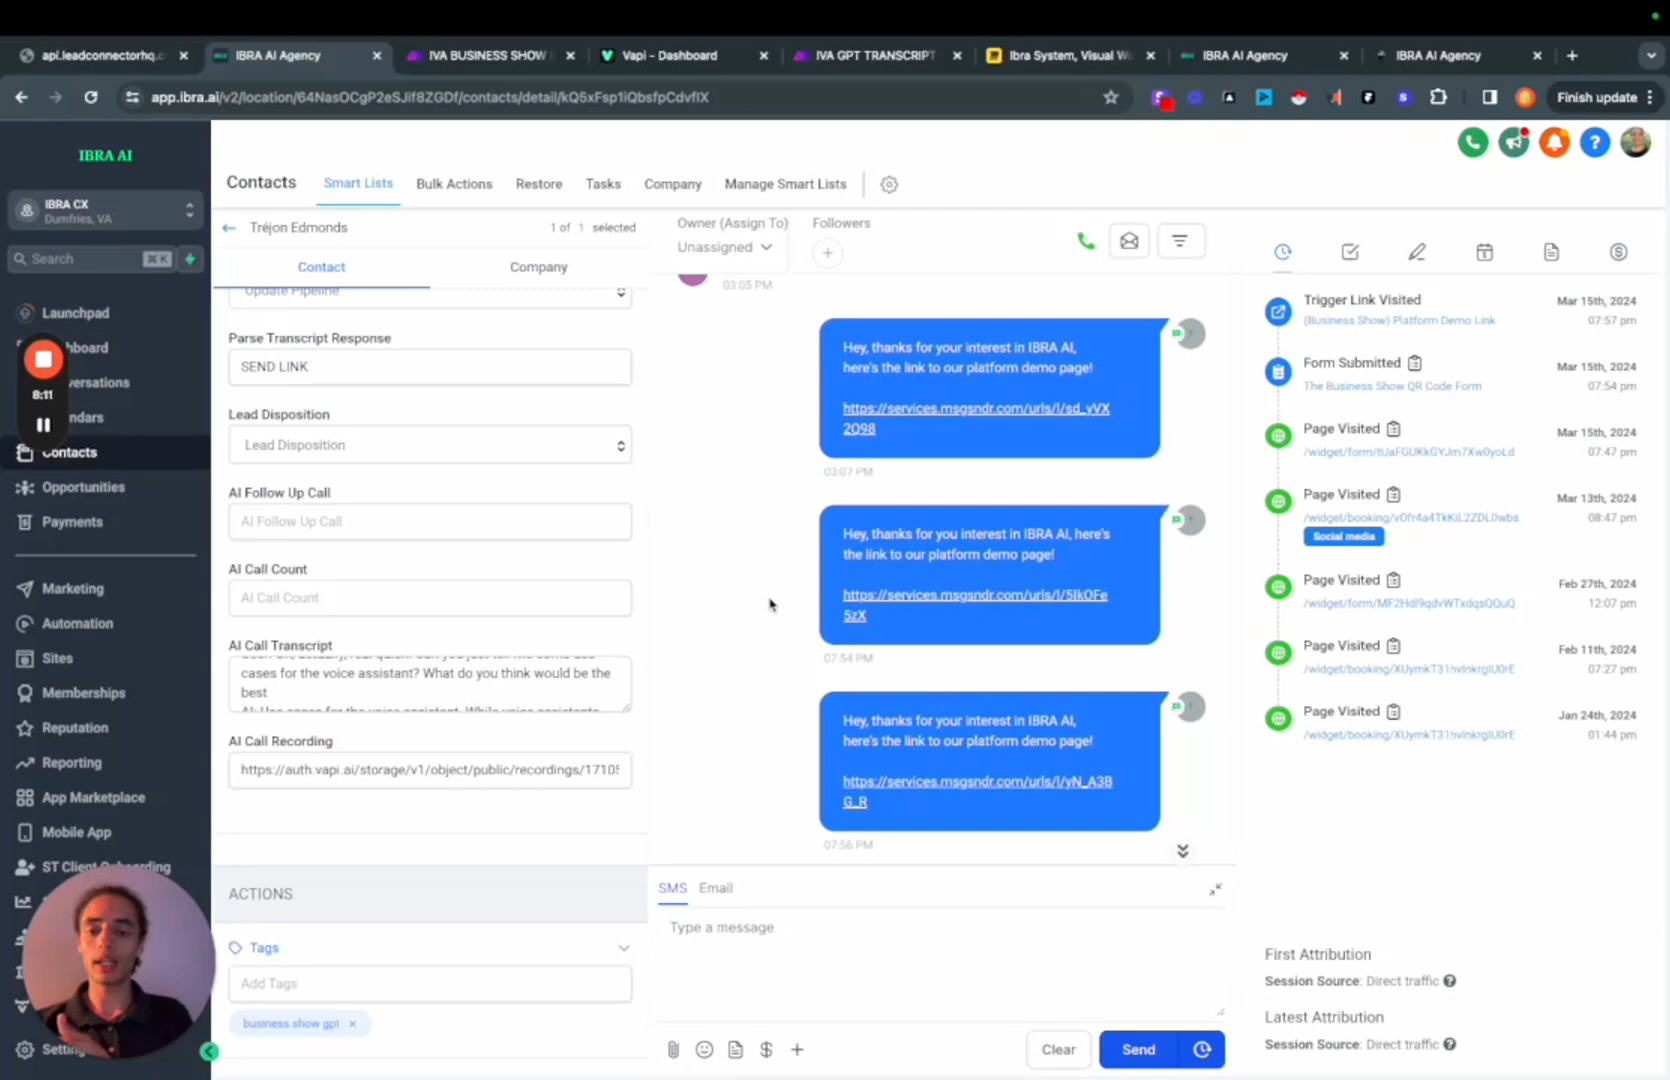 api.leadconnectorhq.c
IBRA AI Agency
IVA BUSINESS SHOW
Vapi - Dashboard
IVA GPT TRANSCRIPT
Ibra System, Visual W
IBRA AI Agency
IBRA AI Agency
app.ibra.ai/v2/location/64NasOCgP2eSJif8ZGDf/contacts/detail/kQ5xFsp1iQbsfpCdvflX
Finish update
IBRA AI
IBRA CX
Dumfries, VA
Search
⌘K
Launchpad
hboard
8:11
versations
ndars
Contacts
Opportunities
Payments
Marketing
Automation
Sites
Memberships
Reputation
Reporting
App Marketplace
Mobile App
ST Client Onboarding
Setting
Contacts
Smart Lists
Bulk Actions
Restore
Tasks
Company
Manage Smart Lists
Tréjon Edmonds
1 of 1 selected
Contact
Company
Update Pipeline
Parse Transcript Response
SEND LINK
Lead Disposition
Lead Disposition
AI Follow Up Call
AI Follow Up Call
AI Call Count
AI Call Count
AI Call Transcript
cases for the voice assistant? What do you think would be the
best
AI: Use cases for the voice assistant. While voice assistants
AI Call Recording
https://auth.vapi.ai/storage/v1/object/public/recordings/1710
ACTIONS
Tags
Add Tags
business show gpt
Owner (Assign To)
Unassigned
Followers
03:05 PM
Hey, thanks for your interest in IBRA AI,
here's the link to our platform demo page!
https://services.msgsndr.com/urls/l/sd_yVX
2Q98
03:07 PM
Hey, thanks for you interest in IBRA AI, here's
the link to our platform demo page!
https://services.msgsndr.com/urls/l/5IkOFe
5zX
07:54 PM
Hey, thanks for your interest in IBRA AI,
here's the link to our platform demo page!
https://services.msgsndr.com/urls/l/yN_A3B
G_R
07:56 PM
SMS
Email
Type a message
Clear
Send
Trigger Link Visited
Mar 15th, 2024
(Business Show) Platform Demo Link
07:57 pm
Form Submitted
Mar 15th, 2024
The Business Show QR Code Form
07:54 pm
Page Visited
Mar 15th, 2024
/widget/form/tUaFGUKkGYJm7Xw0yoLd
07:47 pm
Page Visited
Mar 13th, 2024
/widget/booking/vOfr4a4TkKiL2ZDL0wbs
08:47 pm
Social media
Page Visited
Feb 27th, 2024
/widget/form/MF2Hdl9qdvWTxdqsQQuQ
12:07 pm
Page Visited
Feb 11th, 2024
/widget/booking/XUymkT31hvlnkrgIU0rE
07:27 pm
Page Visited
Jan 24th, 2024
/widget/booking/XUymkT31hvlnkrgIU0rE
01:44 pm
First Attribution
Session Source: Direct traffic
Latest Attribution
Session Source: Direct traffic